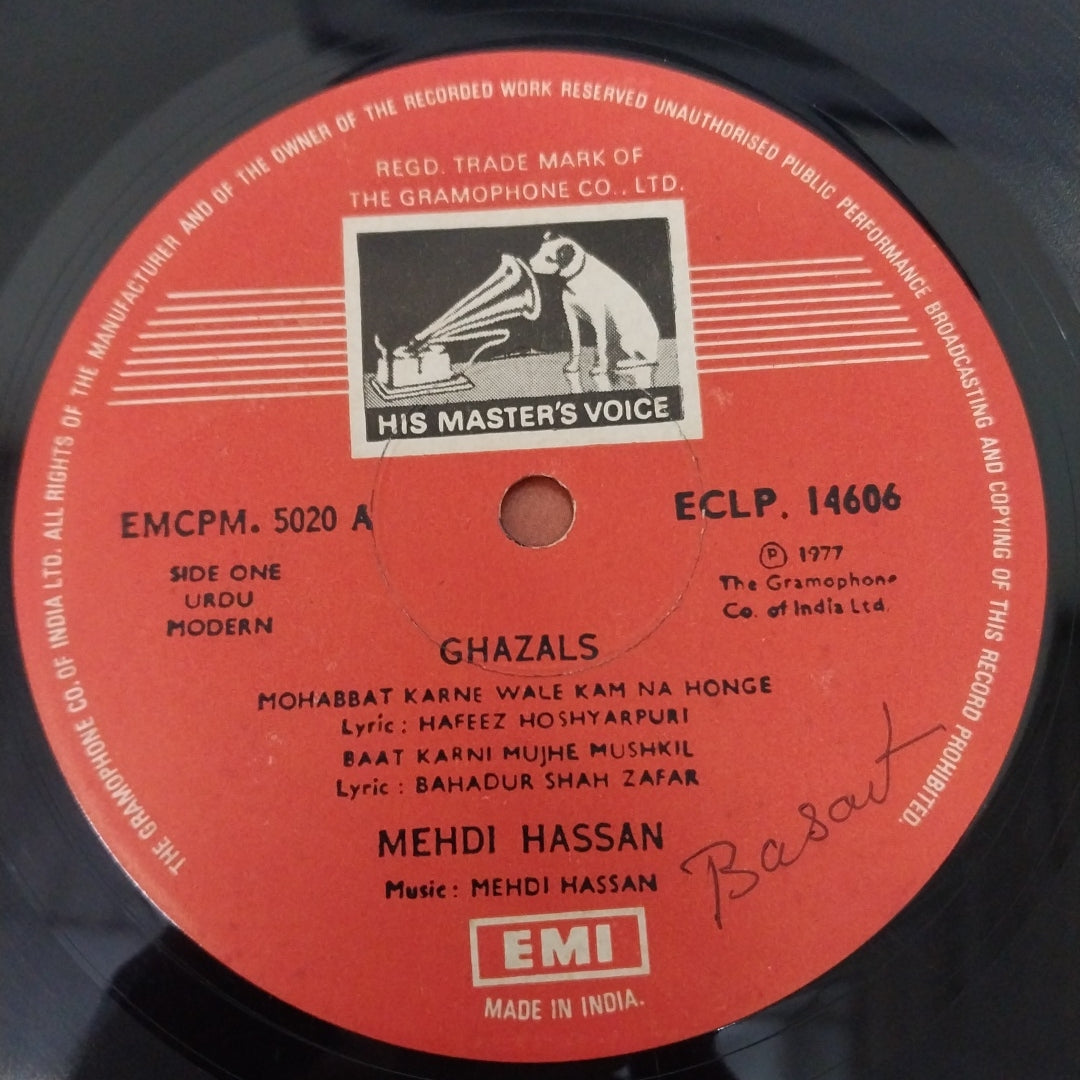 THE GRAMOPHONE CO. OF INDIA LTD. ALL RIGHTS OF THE MANUFACTURER AND OF THE OWNER OF THE RECORDED WORK RESERVED UNAUTHORISED PUBLIC PERFORMANCE BROADCASTING AND COPYING OF THIS RECORD PROHIBITED.
REGD. TRADE MARK OF
THE GRAMOPHONE CO., LTD.
HIS MASTER'S VOICE
EMCPM. 5020 A
SIDE ONE
URDU
MODERN
ECLP. 14606
Ⓟ 1977
The Gramophone
Co. of India Ltd.
GHAZALS
MOHABBAT KARNE WALE KAM NA HONGE
Lyric : HAFEEZ HOSHYARPURI
BAAT KARNI MUJHE MUSHKIL
Lyric : BAHADUR SHAH ZAFAR
MEHDI HASSAN
Music : MEHDI HASSAN
Basant
EMI
MADE IN INDIA.